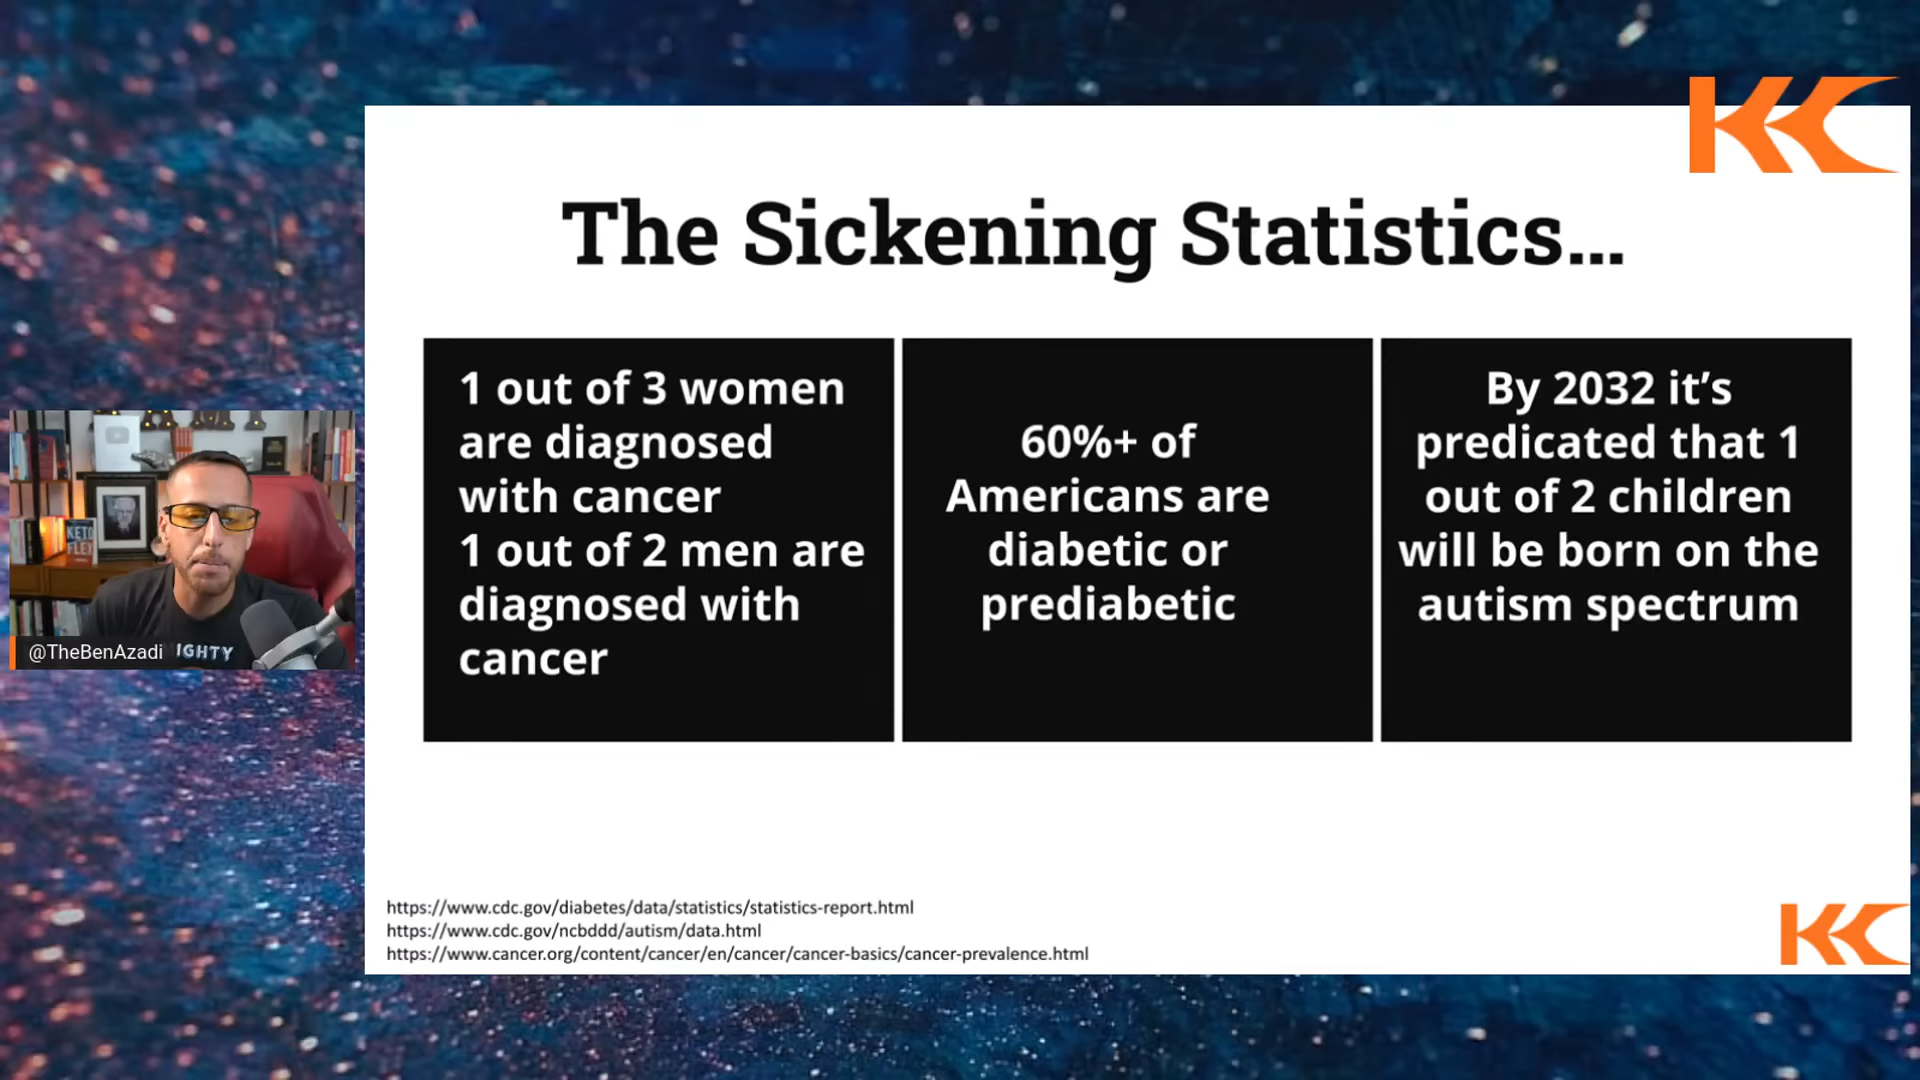 The Sickening Statistics...
1 out of 3 women
are diagnosed
with cancer
1 out of 2 men are
diagnosed with
cancer
60%+ of
Americans are
diabetic or
prediabetic
By 2032 it’s
predicated that 1
out of 2 children
will be born on the
autism spectrum
https://www.cdc.gov/diabetes/data/statistics/statistics-report.html
https://www.cdc.gov/ncbddd/autism/data.html
https://www.cancer.org/content/cancer/en/cancer/cancer-basics/cancer-prevalence.html
KETO
FLEX
@TheBenAzadi
IGHTY
KC
KC